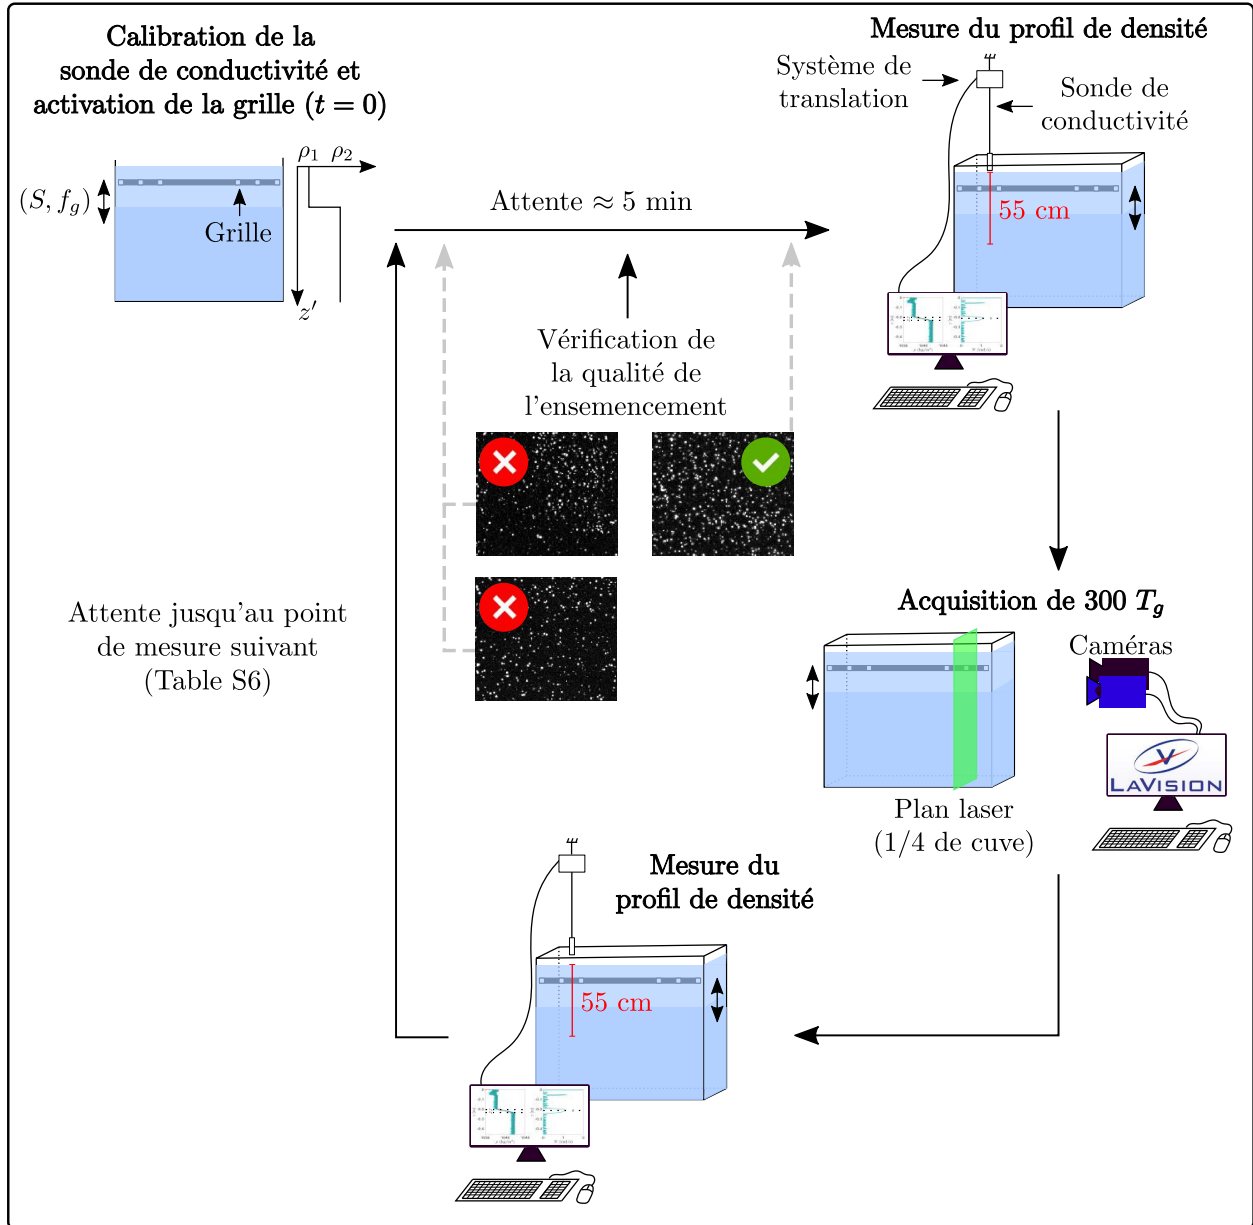 Calibration de la
sonde de conductivité et
activation de la grille (t = 0)
ρ1 ρ2
(S, fg)
Grille
z′
Attente ≈ 5 min
Vérification de
la qualité de
l'ensemencement
Mesure du profil de densité
Système de
translation
Sonde de
conductivité
55 cm
Acquisition de 300 Tg
Caméras
LAVISION
Plan laser
(1/4 de cuve)
Mesure du
profil de densité
55 cm
Attente jusqu'au point
de mesure suivant
(Table S6)